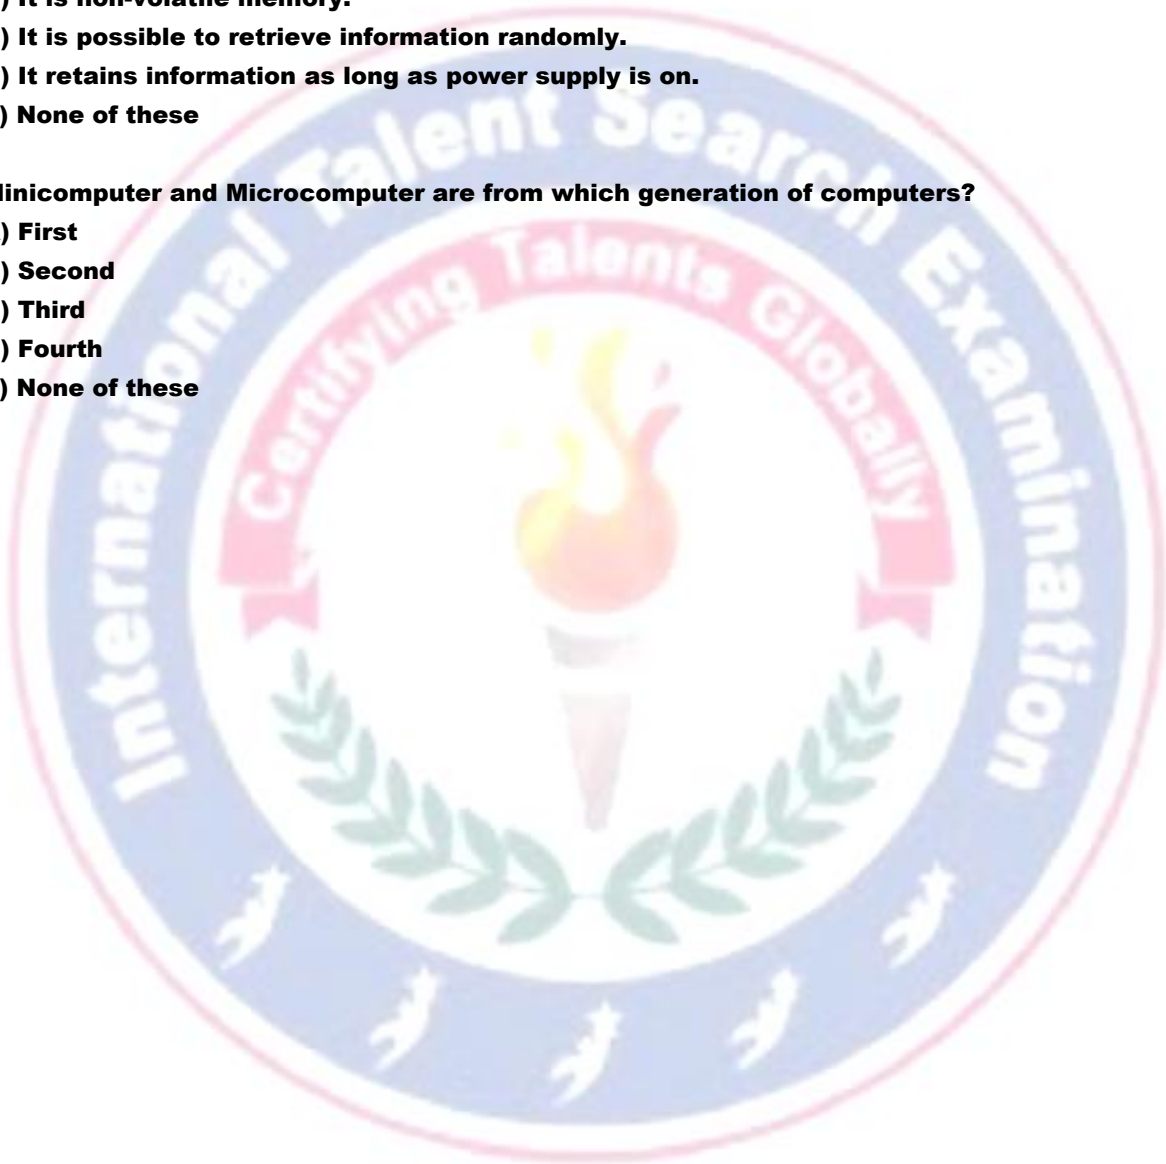 ) It is non-volatile memory.
) It is possible to retrieve information randomly.
) It retains information as long as power supply is on.
) None of these
inicomputer and Microcomputer are from which generation of computers?
) First
) Second
) Third
) Fourth
) None of these
International Talent Search Examination
Certifying Talents Globally